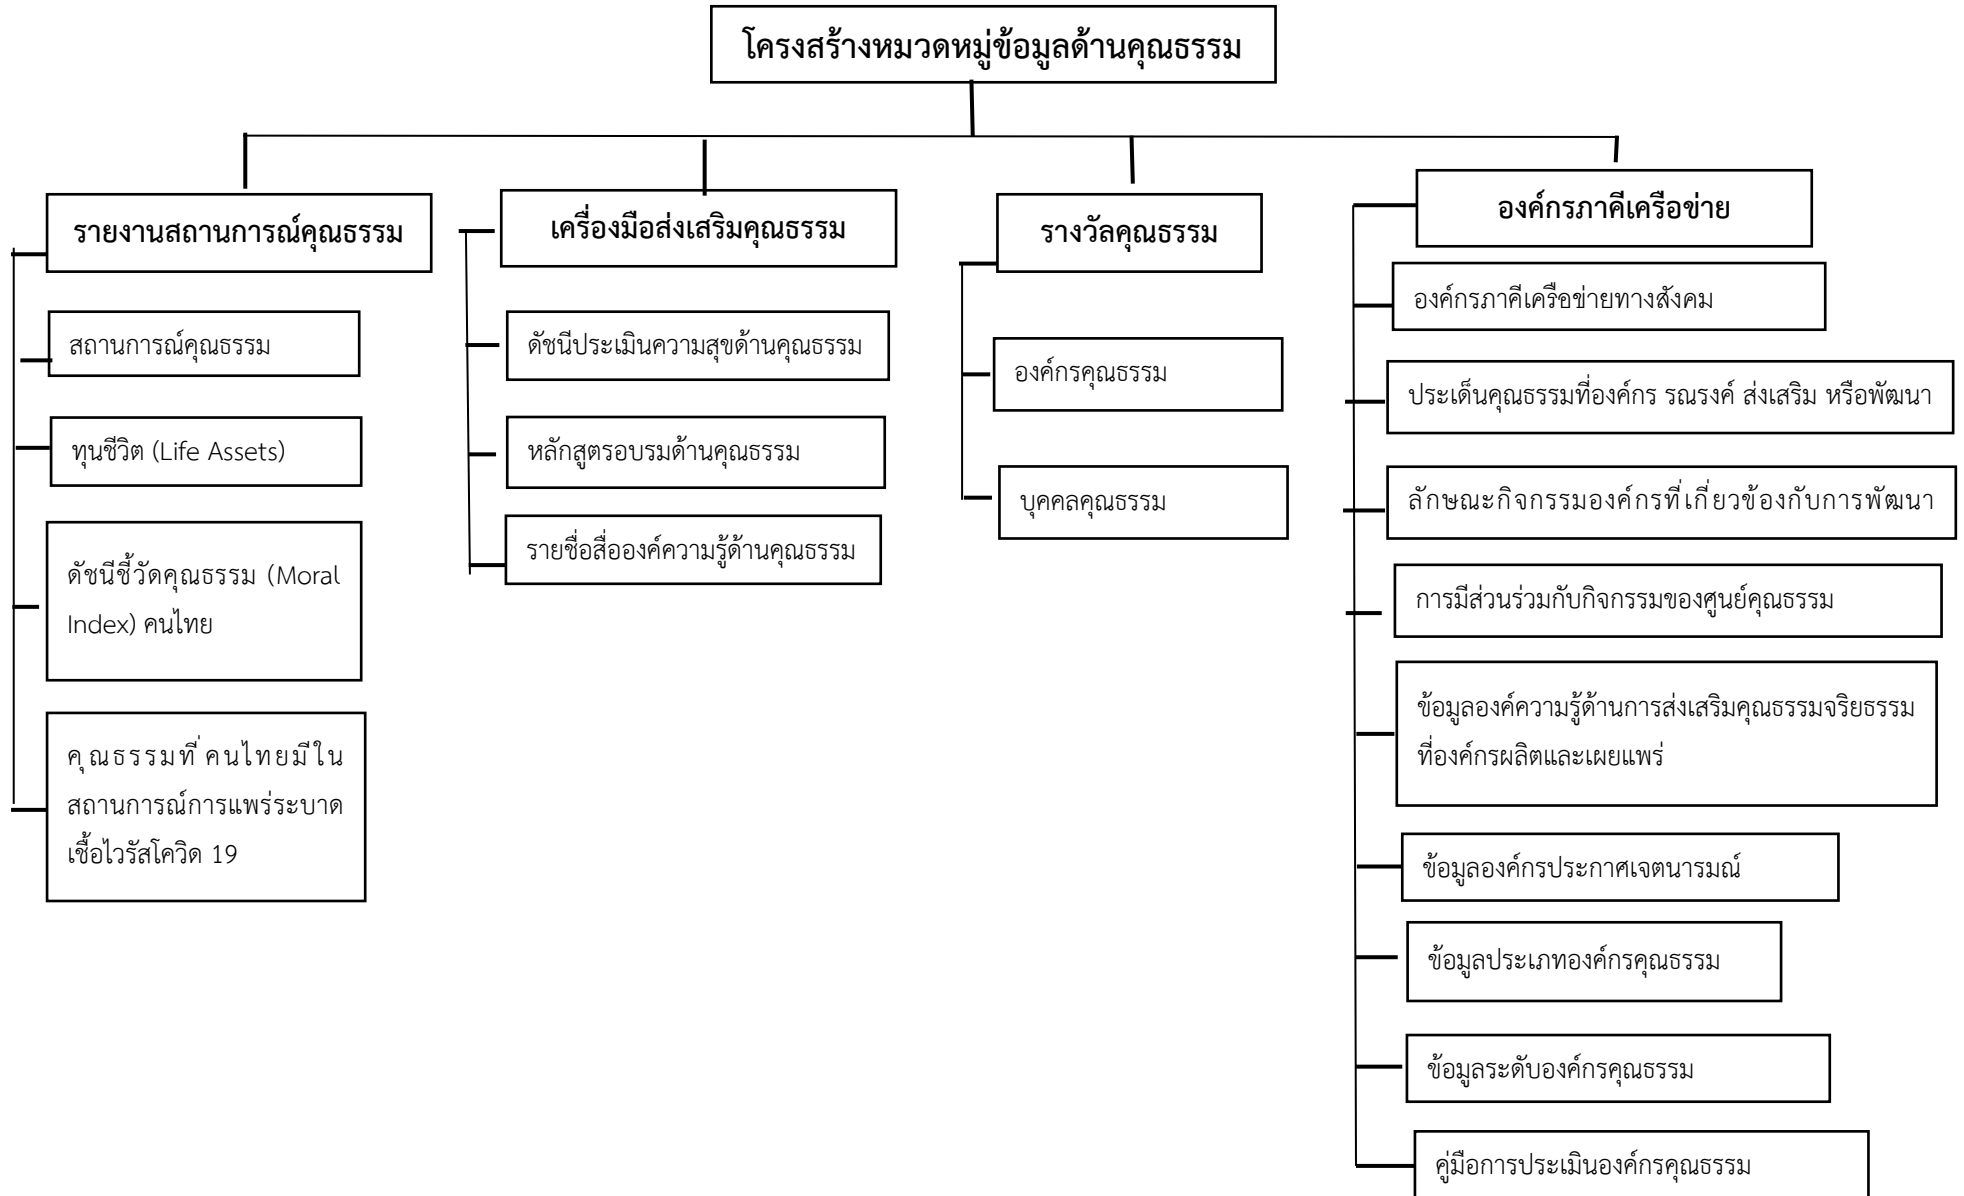 โครงสร้างหมวดหมู่ข้อมูลด้านคุณธรรม
รายงานสถานการณ์คุณธรรม
สถานการณ์คุณธรรม
ทุนชีวิต (Life Assets)
ดัชนีชี้วัดคุณธรรม (Moral
Index) คนไทย
คุณธรรมที่คนไทยมีใน
สถานการณ์การแพร่ระบาด
เชื้อไวรัสโควิด 19
เครื่องมือส่งเสริมคุณธรรม
ดัชนีประเมินความสุขด้านคุณธรรม
หลักสูตรอบรมด้านคุณธรรม
รายชื่อสื่อองค์ความรู้ด้านคุณธรรม
รางวัลคุณธรรม
องค์กรคุณธรรม
บุคคลคุณธรรม
องค์กรภาคีเครือข่าย
องค์กรภาคีเครือข่ายทางสังคม
ประเด็นคุณธรรมที่องค์กร รณรงค์ ส่งเสริม หรือพัฒนา
ลักษณะกิจกรรมองค์กรที่เกี่ยวข้องกับการพัฒนา
การมีส่วนร่วมกับกิจกรรมของศูนย์คุณธรรม
ข้อมูลองค์ความรู้ด้านการส่งเสริมคุณธรรมจริยธรรม
ที่องค์กรผลิตและเผยแพร่
ข้อมูลองค์กรประกาศเจตนารมณ์
ข้อมูลประเภทองค์กรคุณธรรม
ข้อมูลระดับองค์กรคุณธรรม
คู่มือการประเมินองค์กรคุณธรรม